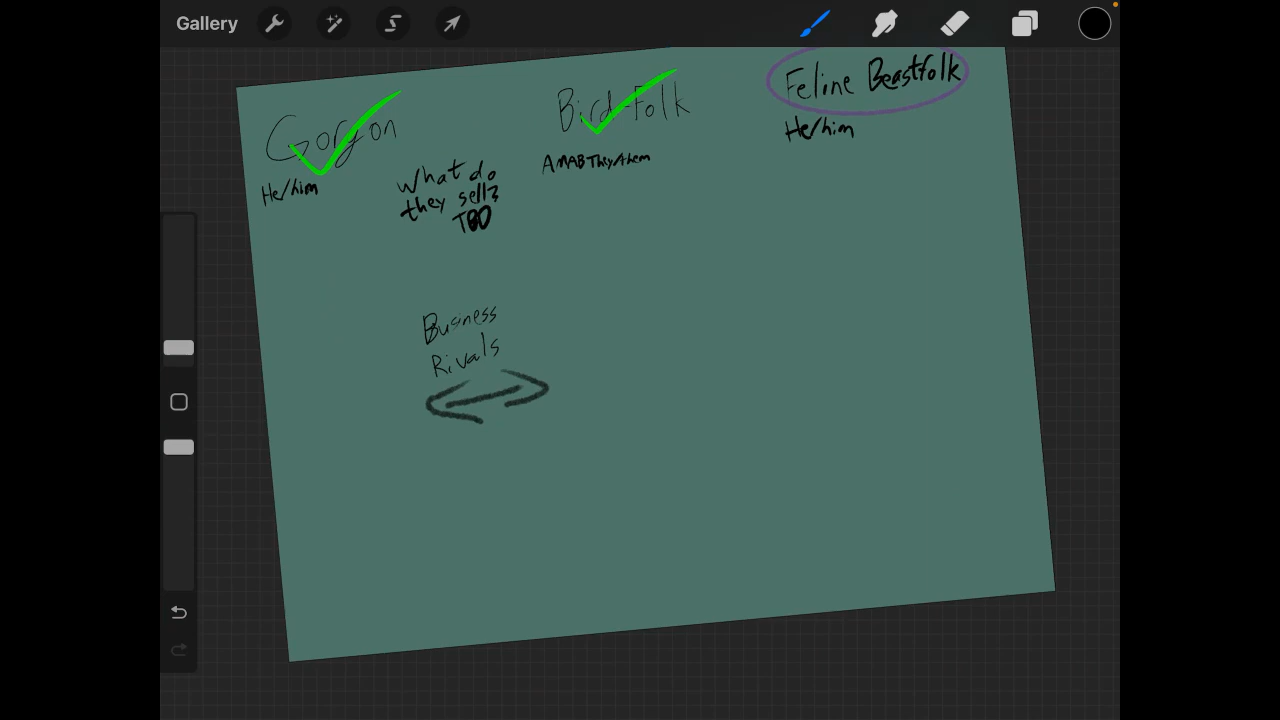 Gallery
Gorgon
He/him
What do
they sell?
TBD
Business
Rivals
Bird-Folk
AMAB They/them
Feline Beastfolk
He/him